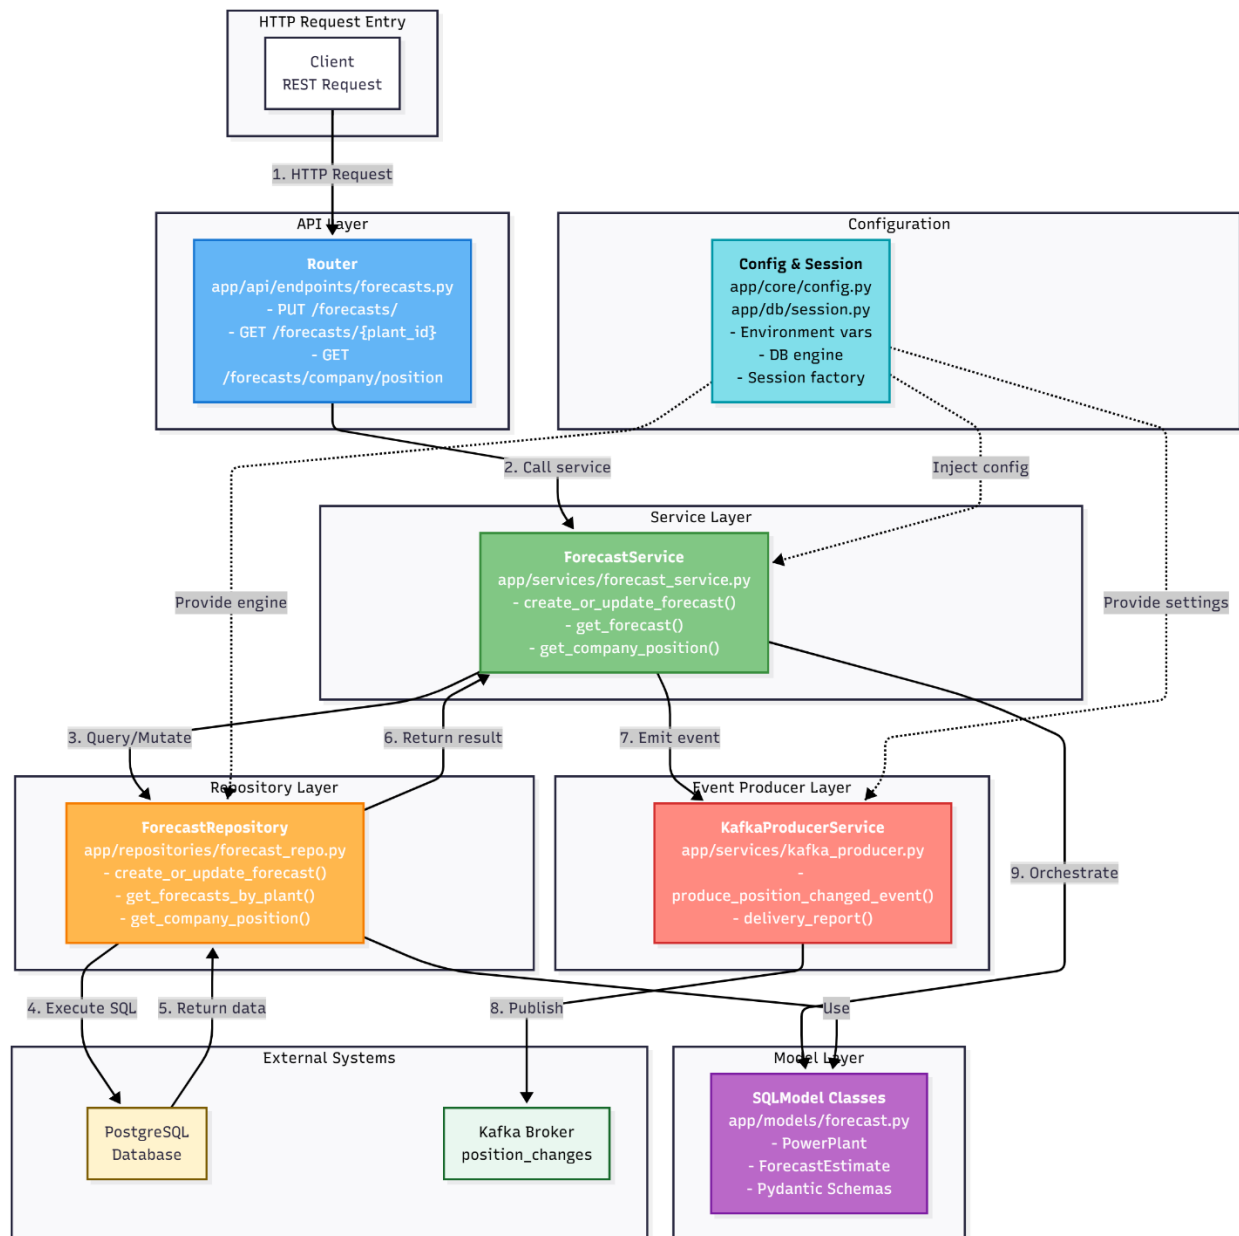 HTTP Request Entry
Client
REST Request
1. HTTP Request
API Layer
Router
app/api/endpoints/forecasts.py
- PUT /forecasts/
- GET /forecasts/{plant_id}
- GET
/forecasts/company/position
Configuration
Config & Session
app/core/config.py
app/db/session.py
- Environment vars
- DB engine
- Session factory
2. Call service
Inject config
Service Layer
ForecastService
app/services/forecast_service.py
- create_or_update_forecast()
- get_forecast()
- get_company_position()
Provide engine
Provide settings
3. Query/Mutate
6. Return result
7. Emit event
Repository Layer
ForecastRepository
app/repositories/forecast_repo.py
- create_or_update_forecast()
- get_forecasts_by_plant()
- get_company_position()
Event Producer Layer
KafkaProducerService
app/services/kafka_producer.py
-
produce_position_changed_event()
- delivery_report()
9. Orchestrate
4. Execute SQL
5. Return data
8. Publish
Use
External Systems
PostgreSQL
Database
Kafka Broker
position_changes
Model Layer
SQLModel Classes
app/models/forecast.py
- PowerPlant
- ForecastEstimate
- Pydantic Schemas